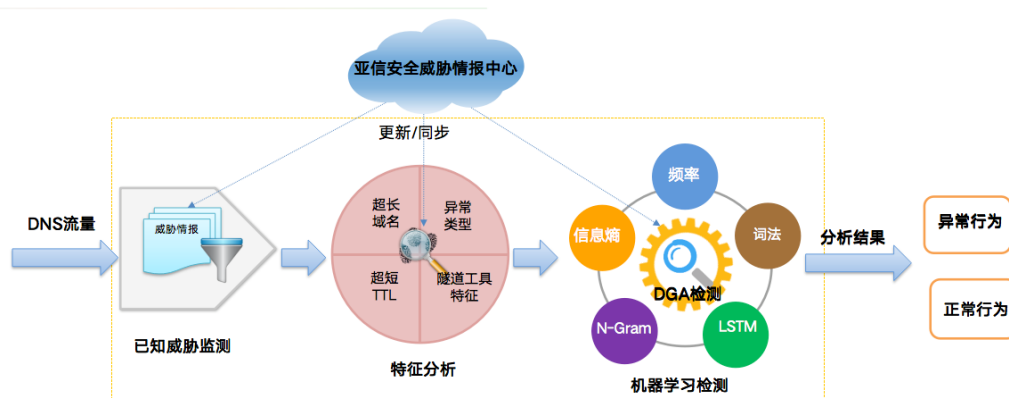 亚信安全威胁情报中心
更新/同步
DNS流量
威胁情报
已知威胁监测
超长
域名
异常
类型
超短
TTL
隧道工具
特征
特征分析
频率
信息熵
词法
DGA检测
N-Gram
LSTM
机器学习检测
分析结果
异常行为
正常行为